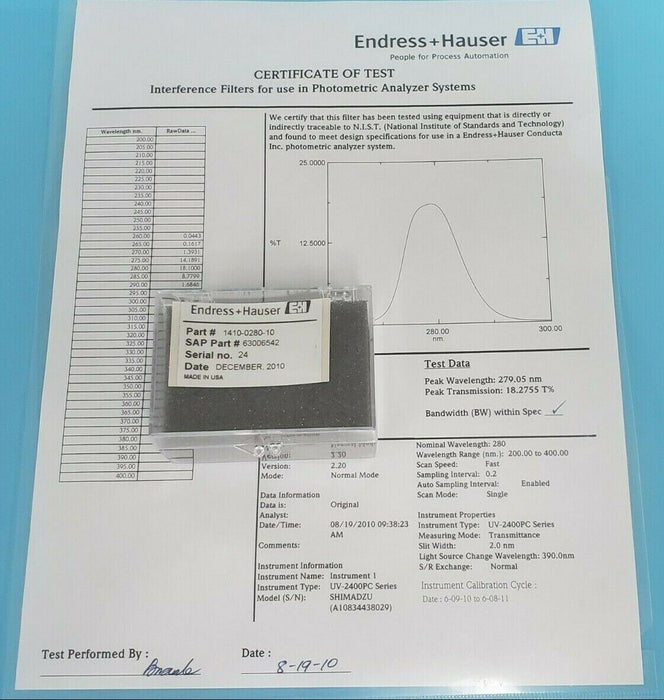 Endress+Hauser EH
People for Process Automation
CERTIFICATE OF TEST
Interference Filters for use in Photometric Analyzer Systems
We certify that this filter has been tested using equipment that is directly or
indirectly traceable to N.I.S.T. (National Institute of Standards and Technology)
and found to meet design specifications for use in a Endress+Hauser Conducta
Inc. photometric analyzer system.
Wavelength nm. RawData ...
200.00
205.00
210.00
215.00
220.00
225.00
230.00
235.00
240.00
245.00
250.00
255.00
260.00 0.0443
265.00 0.1617
270.00 1.3931
275.00 14.1891
280.00 18.1000
285.00 8.7799
290.00 1.6846
295.00
300.00
305.00
310.00
315.00
320.00
325.00
330.00
335.00
340.00
345.00
350.00
355.00
360.00
365.00
370.00
375.00
380.00
385.00
390.00
395.00
400.00
25.0000
%T 12.5000
280.00 300.00
nm.
Endress+Hauser EH
Part # 1410-0280-10
SAP Part # 63006542
Serial no. 24
Date DECEMBER, 2010
MADE IN USA
Test Data
Peak Wavelength: 279.05 nm
Peak Transmission: 18.2755 T%
Bandwidth (BW) within Spec ✓
3.30
Version: 2.20
Mode: Normal Mode
Data Information
Data is: Original
Analyst:
Date/Time: 08/19/2010 09:38:23
AM
Comments:
Instrument Information
Instrument Name: Instrument 1
Instrument Type: UV-2400PC Series
Model (S/N): SHIMADZU
(A10834438029)
Nominal Wavelength: 280
Wavelength Range (nm.): 200.00 to 400.00
Scan Speed: Fast
Sampling Interval: 0.2
Auto Sampling Interval: Enabled
Scan Mode: Single
Instrument Properties
Instrument Type: UV-2400PC Series
Measuring Mode: Transmittance
Slit Width: 2.0 nm
Light Source Change Wavelength: 390.0nm
S/R Exchange: Normal
Instrument Calibration Cycle :
Date : 6-09-10 to 6-08-11
Test Performed By :
Date : 8-19-10